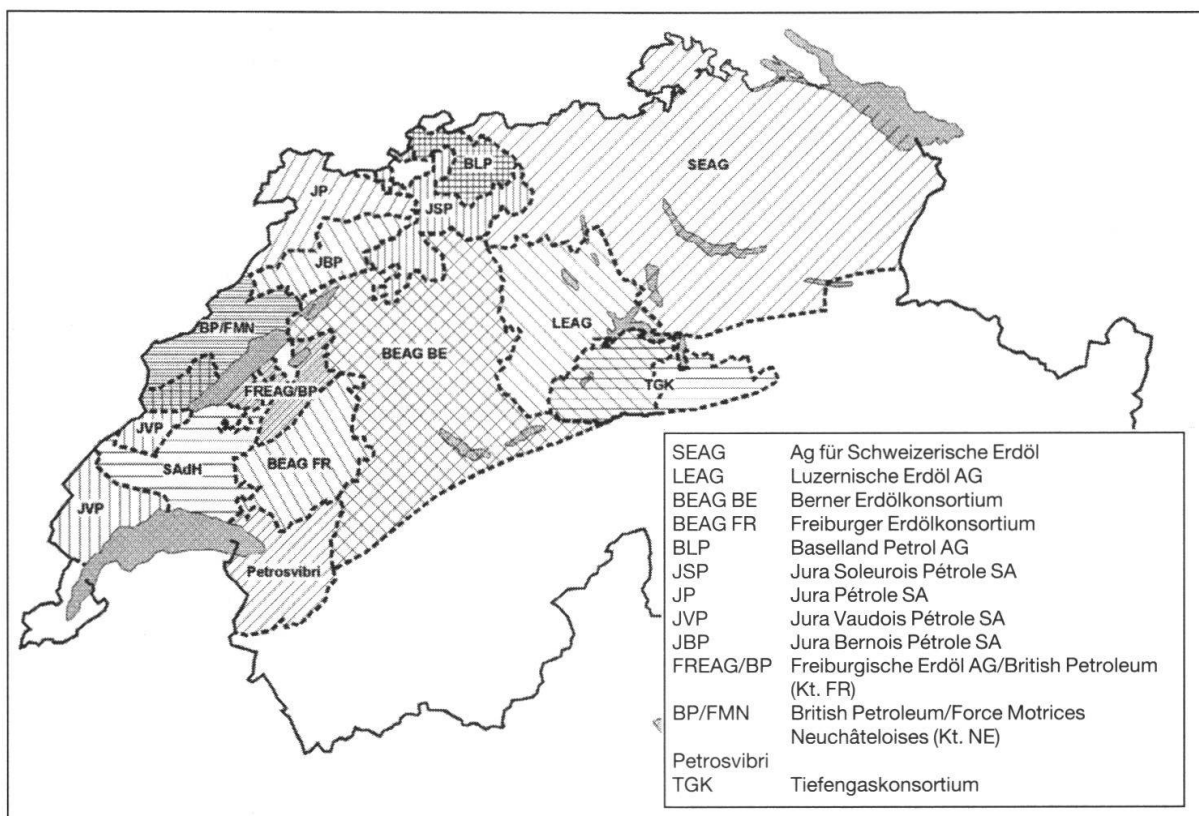 BLP
SEAG
JP
JSP
JBP
BP/FMN
LEAG
BEAG BE
FREAG/BP
TGK
JVP
SAdH
BEAG FR
JVP
Petrosvibri
SEAG Ag für Schweizerische Erdöl
LEAG Luzernische Erdöl AG
BEAG BE Berner Erdölkonsortium
BEAG FR Freiburger Erdölkonsortium
BLP Baselland Petrol AG
JSP Jura Soleurois Pétrole SA
JP Jura Pétrole SA
JVP Jura Vaudois Pétrole SA
JBP Jura Bernois Pétrole SA
FREAG/BP Freiburgische Erdöl AG/British Petroleum
(Kt. FR)
BP/FMN British Petroleum/Force Motrices
Neuchâteloises (Kt. NE)
Petrosvibri
TGK Tiefengaskonsortium